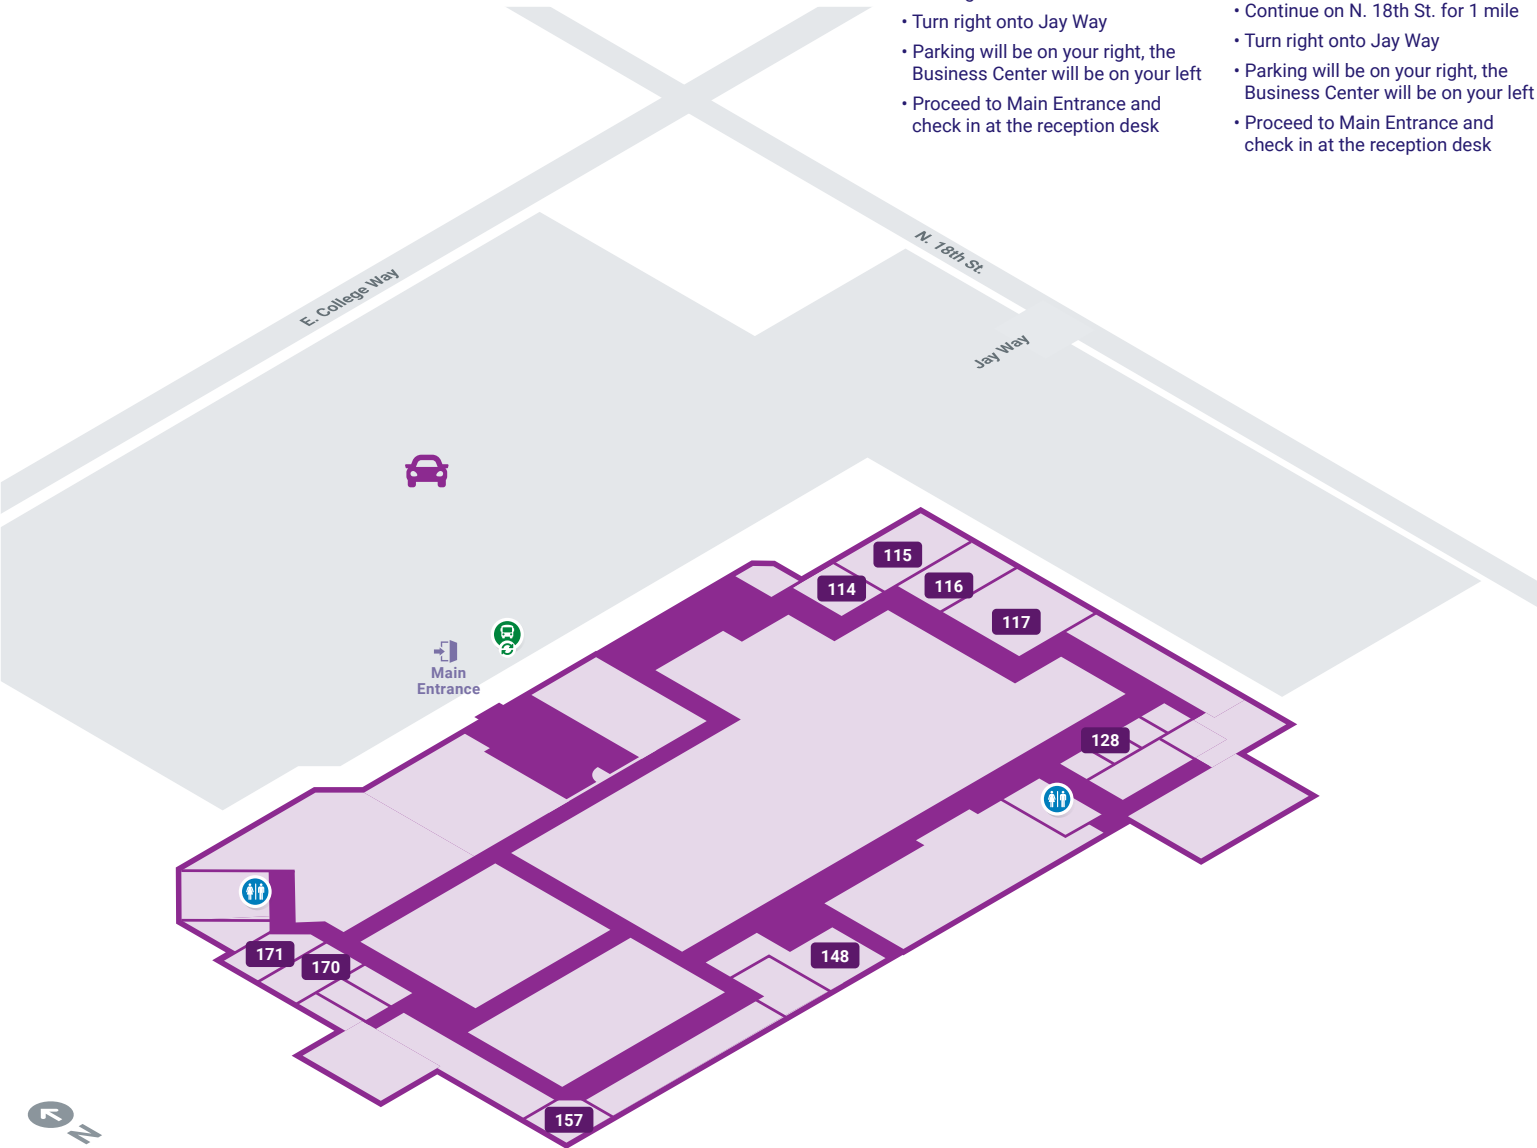 • Turn right onto Jay Way
• Parking will be on your right, the
Business Center will be on your left
• Proceed to Main Entrance and
check in at the reception desk
• Continue on N. 18th St. for 1 mile
• Turn right onto Jay Way
• Parking will be on your right, the
Business Center will be on your left
• Proceed to Main Entrance and
check in at the reception desk
N. 18th St.
E. College Way
Jay Way
115
114
116
117
Main
Entrance
128
148
171
170
157
N